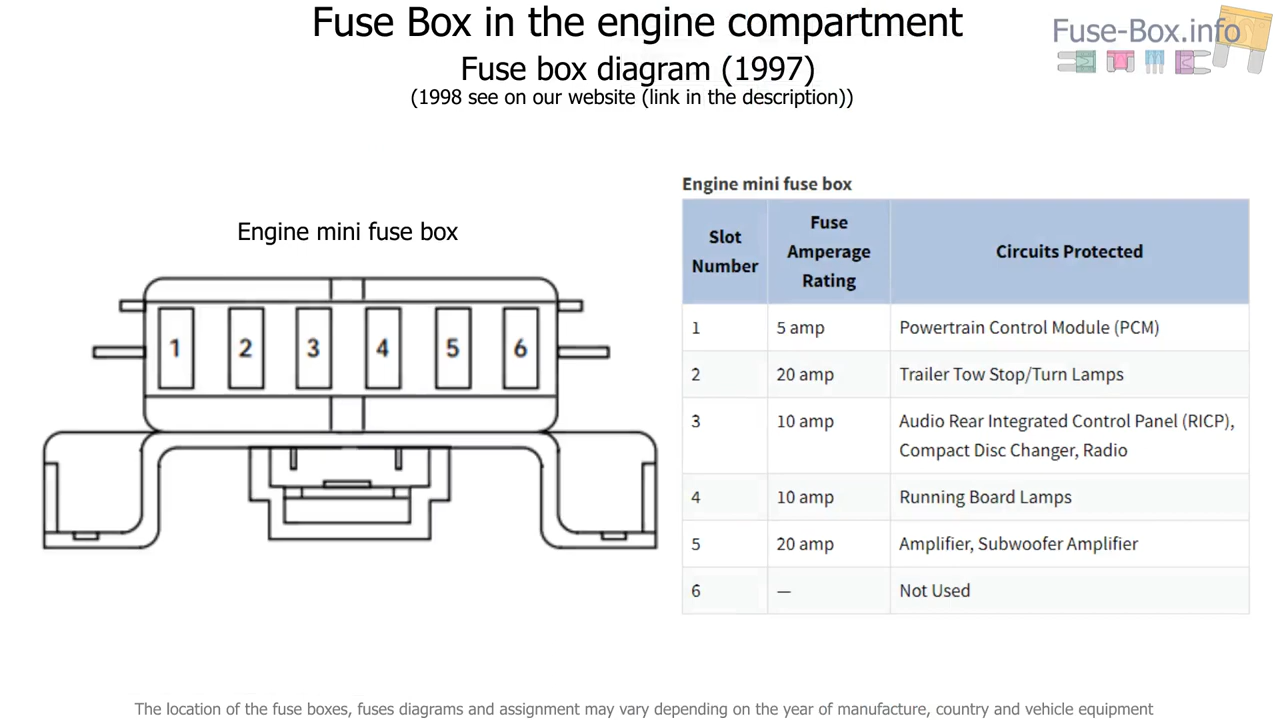 Fuse Box in the engine compartment
Fuse-Box.info
Fuse box diagram (1997)
(1998 see on our website (link in the description))
Engine mini fuse box
1 2 3 4 5 6
Engine mini fuse box
Slot Number Fuse Amperage Rating Circuits Protected
1 5 amp Powertrain Control Module (PCM)
2 20 amp Trailer Tow Stop/Turn Lamps
3 10 amp Audio Rear Integrated Control Panel (RICP),
Compact Disc Changer, Radio
4 10 amp Running Board Lamps
5 20 amp Amplifier, Subwoofer Amplifier
6 — Not Used
The location of the fuse boxes, fuses diagrams and assignment may vary depending on the year of manufacture, country and vehicle equipment